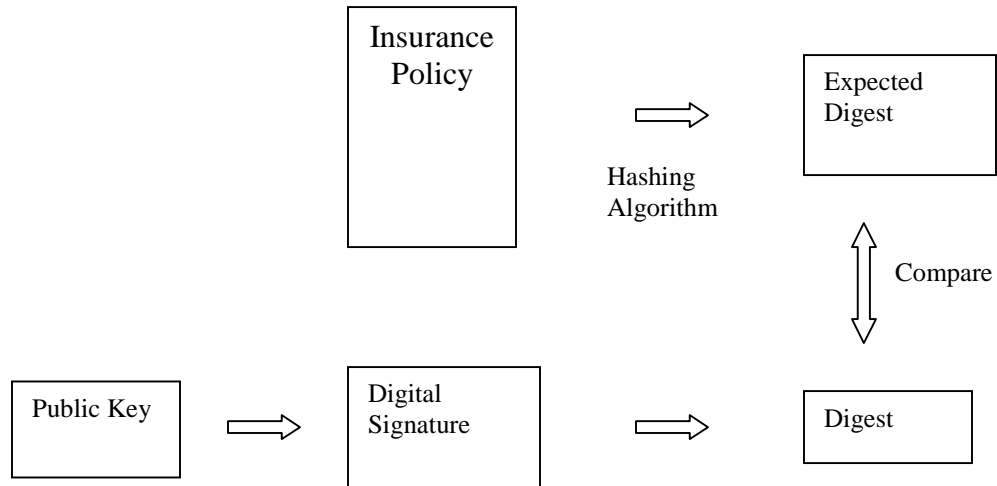 Insurance
Policy
Expected
Digest
Hashing
Algorithm
Compare
Public Key
Digital
Signature
Digest